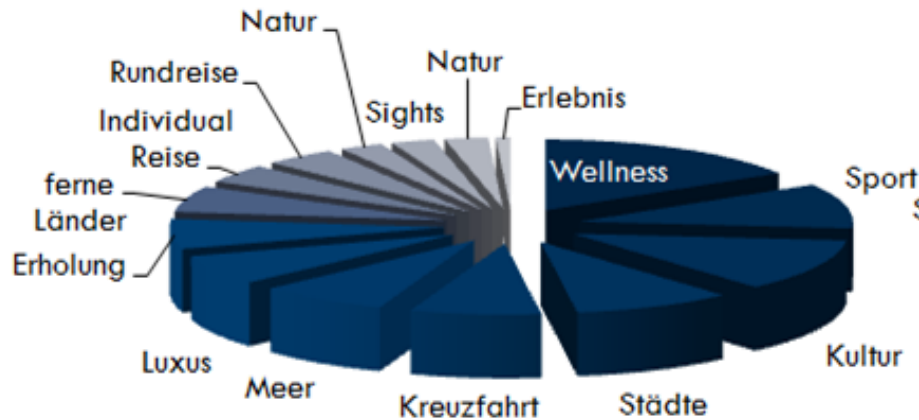 Natur
Natur
Rundreise
Sights
Erlebnis
Individual
Reise
Wellness
Sport
ferne
Länder
Erholung
Luxus
Meer
Kreuzfahrt
Städte
Kultur